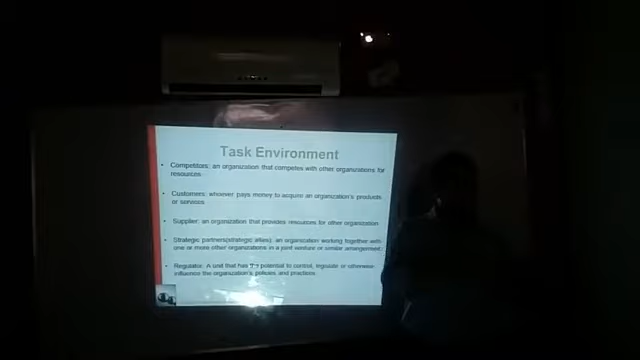 Task Environment
• Competitors: an organization that competes with other organizations for
resources
• Customers: whoever pays money to acquire an organization's products
or services
• Supplier: an organization that provides resources for other organization
• Strategic partners(strategic allies): an organization working together with
one or more other organizations in a joint venture or similar arrangement
• Regulator: A unit that has the potential to control, legislate or otherwise
influence the organization's policies and practices